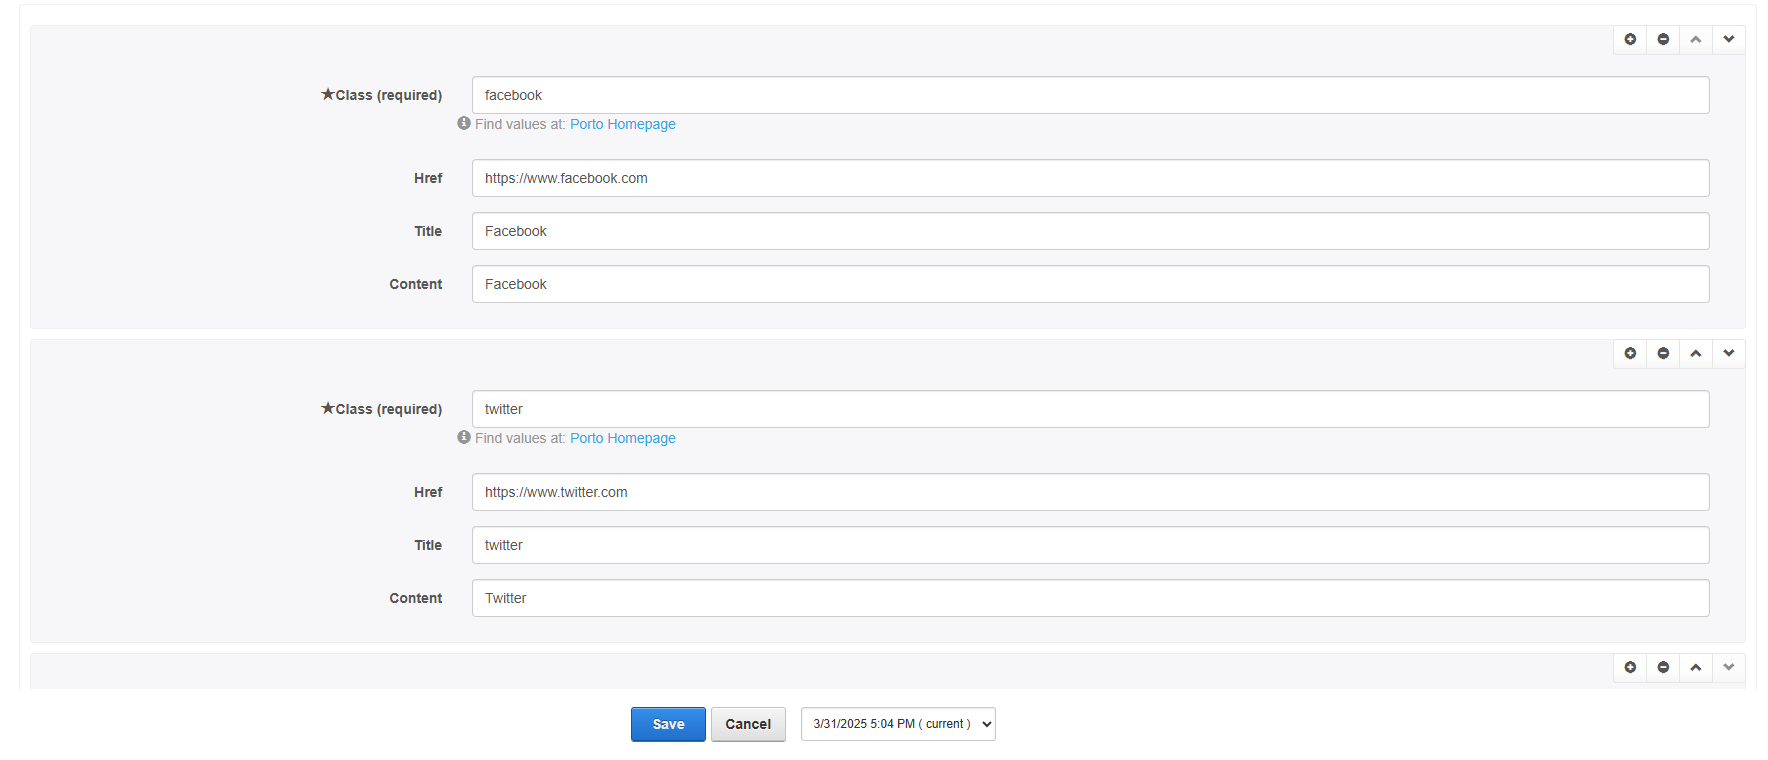 ★Class (required) facebook
Find values at: Porto Homepage
Href https://www.facebook.com
Title Facebook
Content Facebook
★Class (required) twitter
Find values at: Porto Homepage
Href https://www.twitter.com
Title twitter
Content Twitter
Save Cancel 3/31/2025 5:04 PM ( current )